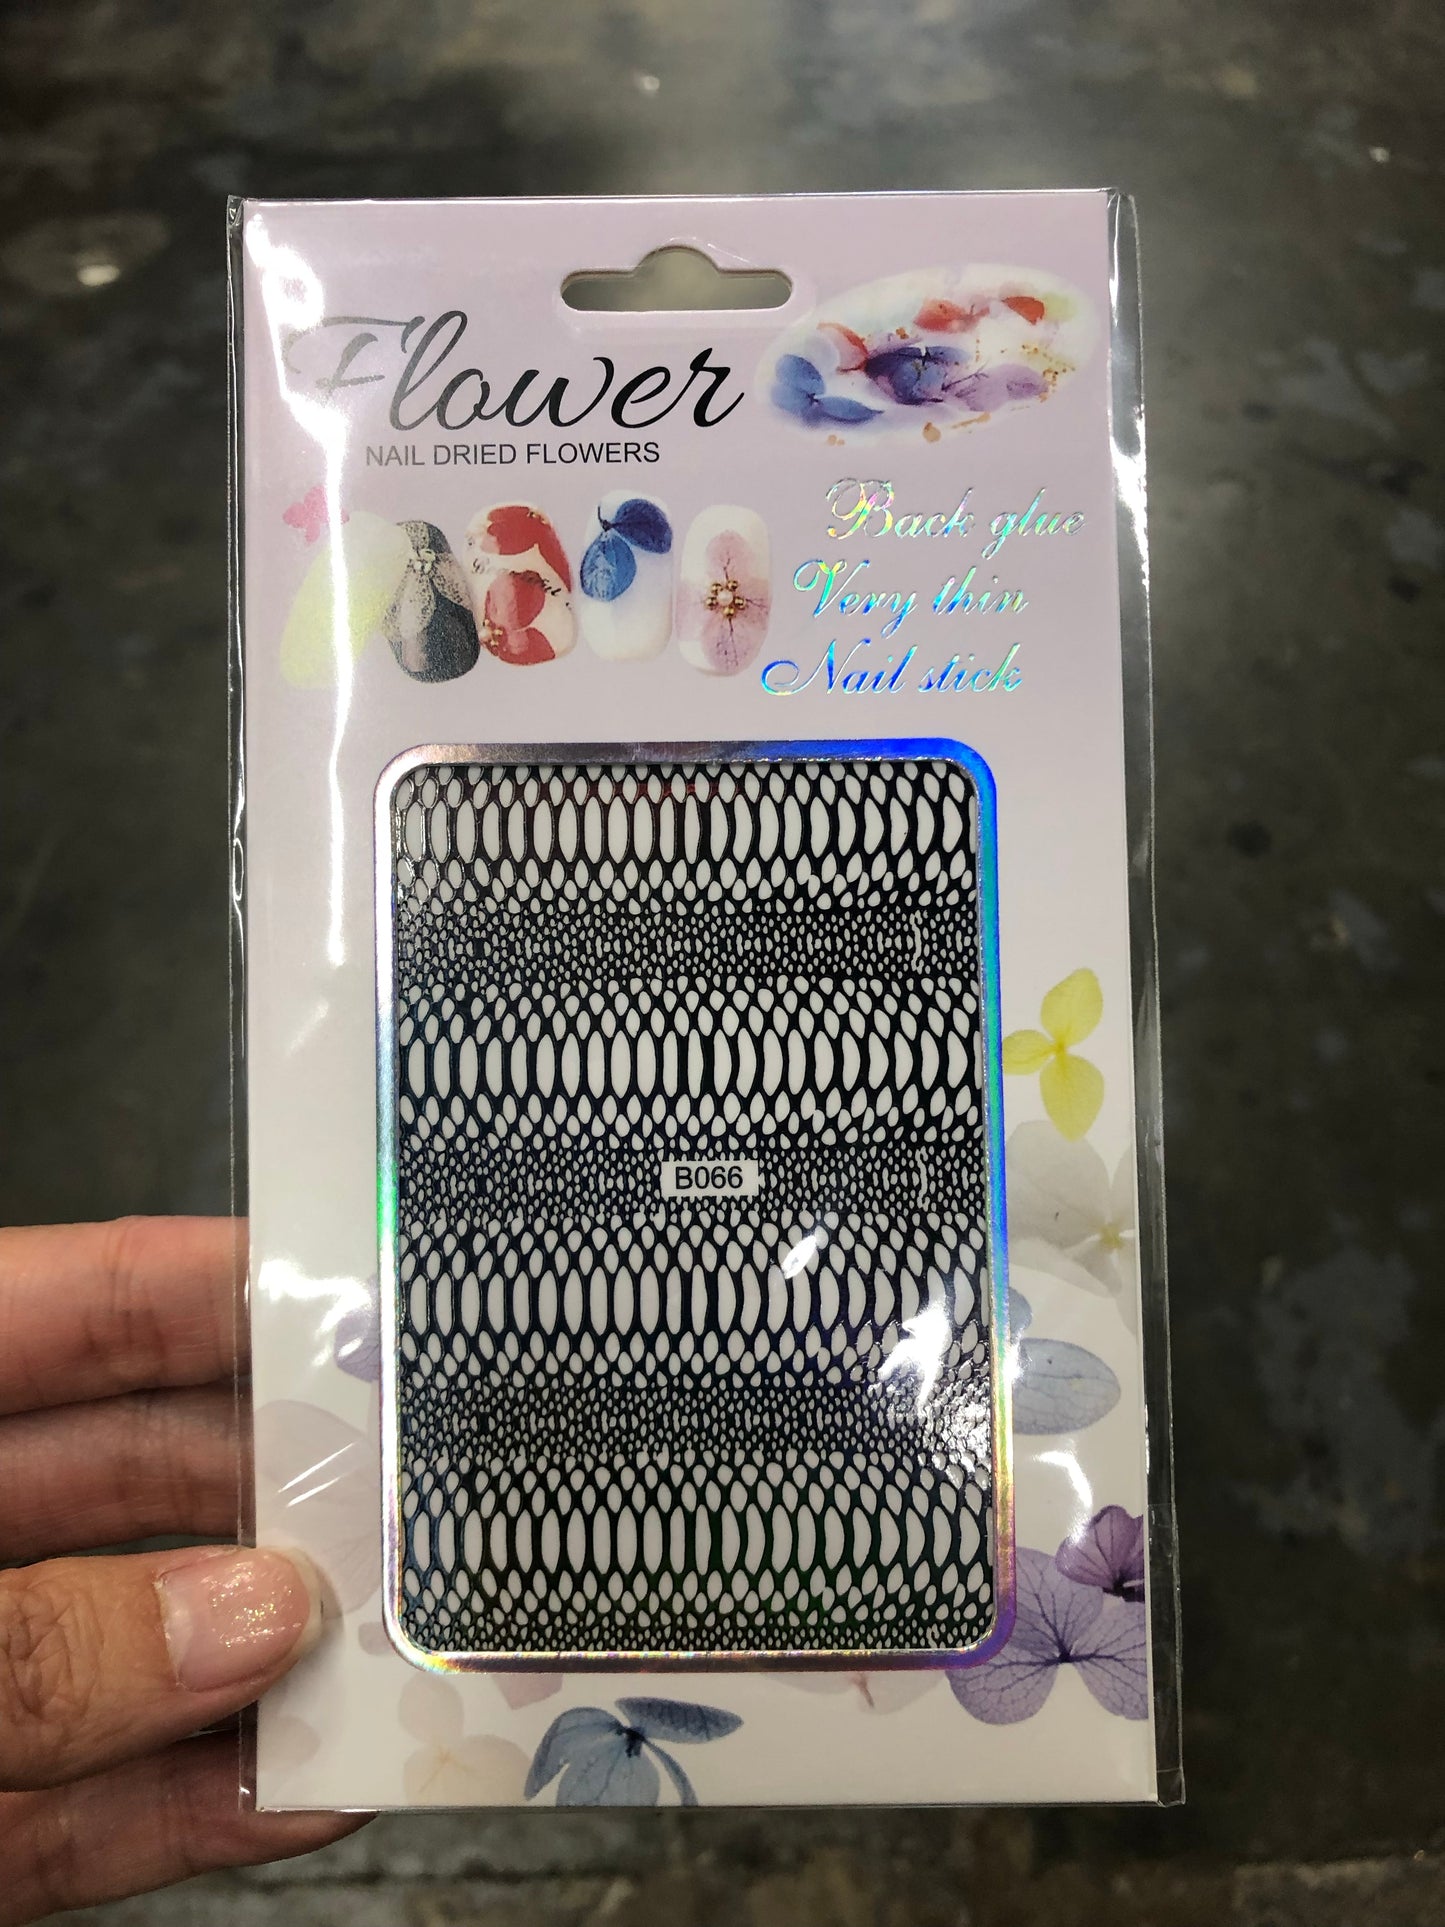 Flower
NAIL DRIED FLOWERS
Back glue
Very thin
Nail stick
B066